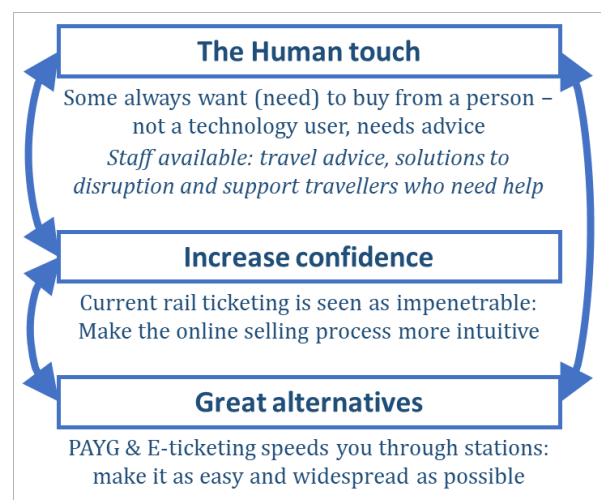 The Human touch
Some always want (need) to buy from a person –
not a technology user, needs advice
Staff available: travel advice, solutions to
disruption and support travellers who need help
Increase confidence
Current rail ticketing is seen as impenetrable:
Make the online selling process more intuitive
Great alternatives
PAYG & E-ticketing speeds you through stations:
make it as easy and widespread as possible